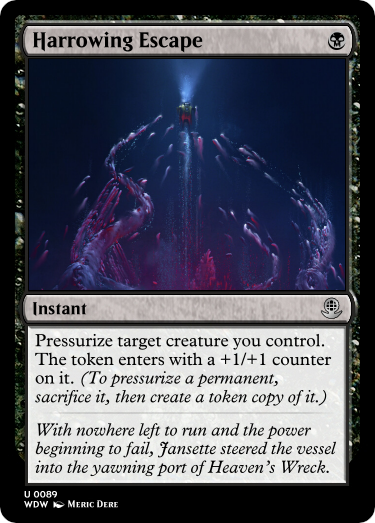 Harrowing Escape
Instant
Pressurize target creature you control.
The token enters with a +1/+1 counter
on it. (To pressurize a permanent,
sacrifice it, then create a token copy of it.)
With nowhere left to run and the power
beginning to fail, Jansette steered the vessel
into the yawning port of Heaven's Wreck.
U 0089
WDW Meric Dere